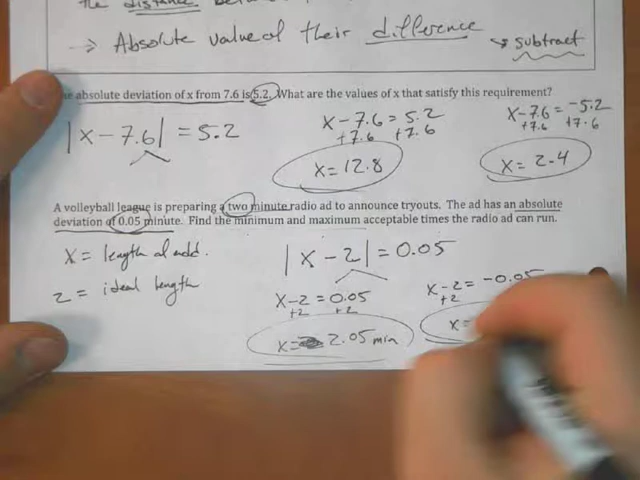 the distance
--> Absolute value of their difference
↳ subtract
absolute deviation of x from 7.6 is 5.2. What are the values of x that satisfy this requirement?
|x - 7.6| = 5.2
x - 7.6 = 5.2
+7.6 +7.6
x = 12.8
x - 7.6 = -5.2
+7.6 +7.6
x = 2.4
A volleyball league is preparing a two minute radio ad to announce tryouts. The ad has an absolute
deviation of 0.05 minute. Find the minimum and maximum acceptable times the radio ad can run.
x = length of add.
2 = ideal length
|x - 2| = 0.05
x - 2 = 0.05
+2 +2
x = 2.05 min
x - 2 = -0.05
+2
x =